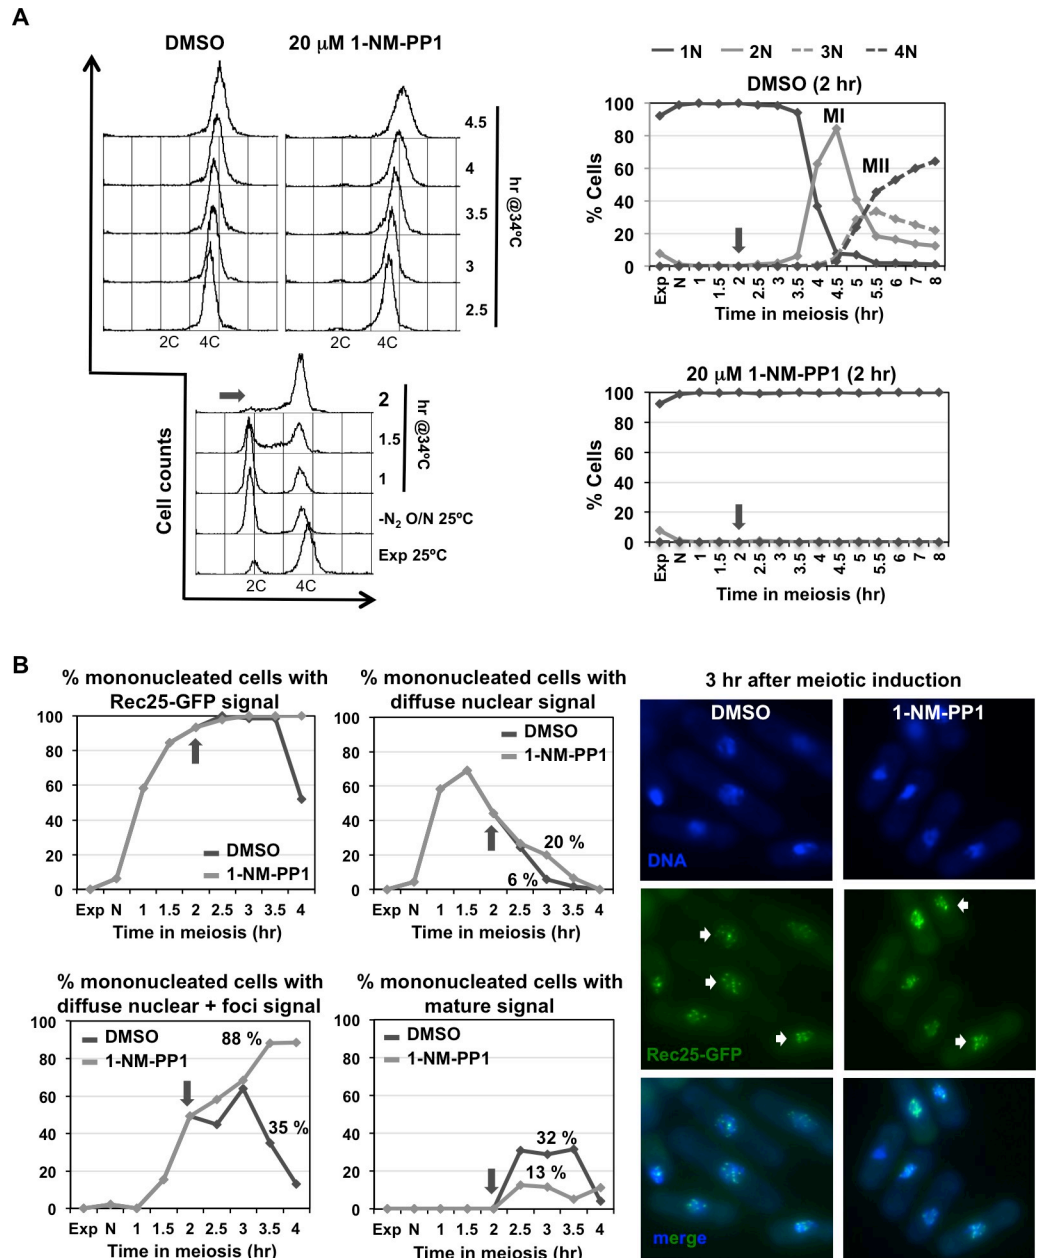 A
DMSO
20 μM 1-NM-PP1
4.5
4
3.5
3
2.5
hr @34ºC
2C
4C
2C
4C
2
1.5
1
hr @34ºC
-N2 O/N 25ºC
Exp 25ºC
2C
4C
Cell counts
1N
2N
3N
4N
DMSO (2 hr)
MI
MII
100
80
60
40
20
0
% Cells
Exp N 1 1.5 2 2.5 3 3.5 4 4.5 5 5.5 6 7 8
Time in meiosis (hr)
20 μM 1-NM-PP1 (2 hr)
100
80
60
40
20
0
% Cells
Exp N 1 1.5 2 2.5 3 3.5 4 4.5 5 5.5 6 7 8
Time in meiosis (hr)
B
% mononucleated cells with
Rec25-GFP signal
100
80
60
40
20
0
DMSO
1-NM-PP1
Exp N 1 1.5 2 2.5 3 3.5 4
Time in meiosis (hr)
% mononucleated cells with
diffuse nuclear signal
100
80
60
40
20
0
DMSO
1-NM-PP1
20 %
6 %
Exp N 1 1.5 2 2.5 3 3.5 4
Time in meiosis (hr)
% mononucleated cells with
diffuse nuclear + foci signal
100
80
60
40
20
0
DMSO
1-NM-PP1
88 %
35 %
Exp N 1 1.5 2 2.5 3 3.5 4
Time in meiosis (hr)
% mononucleated cells with
mature signal
100
80
60
40
20
0
DMSO
1-NM-PP1
32 %
13 %
Exp N 1 1.5 2 2.5 3 3.5 4
Time in meiosis (hr)
3 hr after meiotic induction
DMSO
1-NM-PP1
DNA
Rec25-GFP
merge